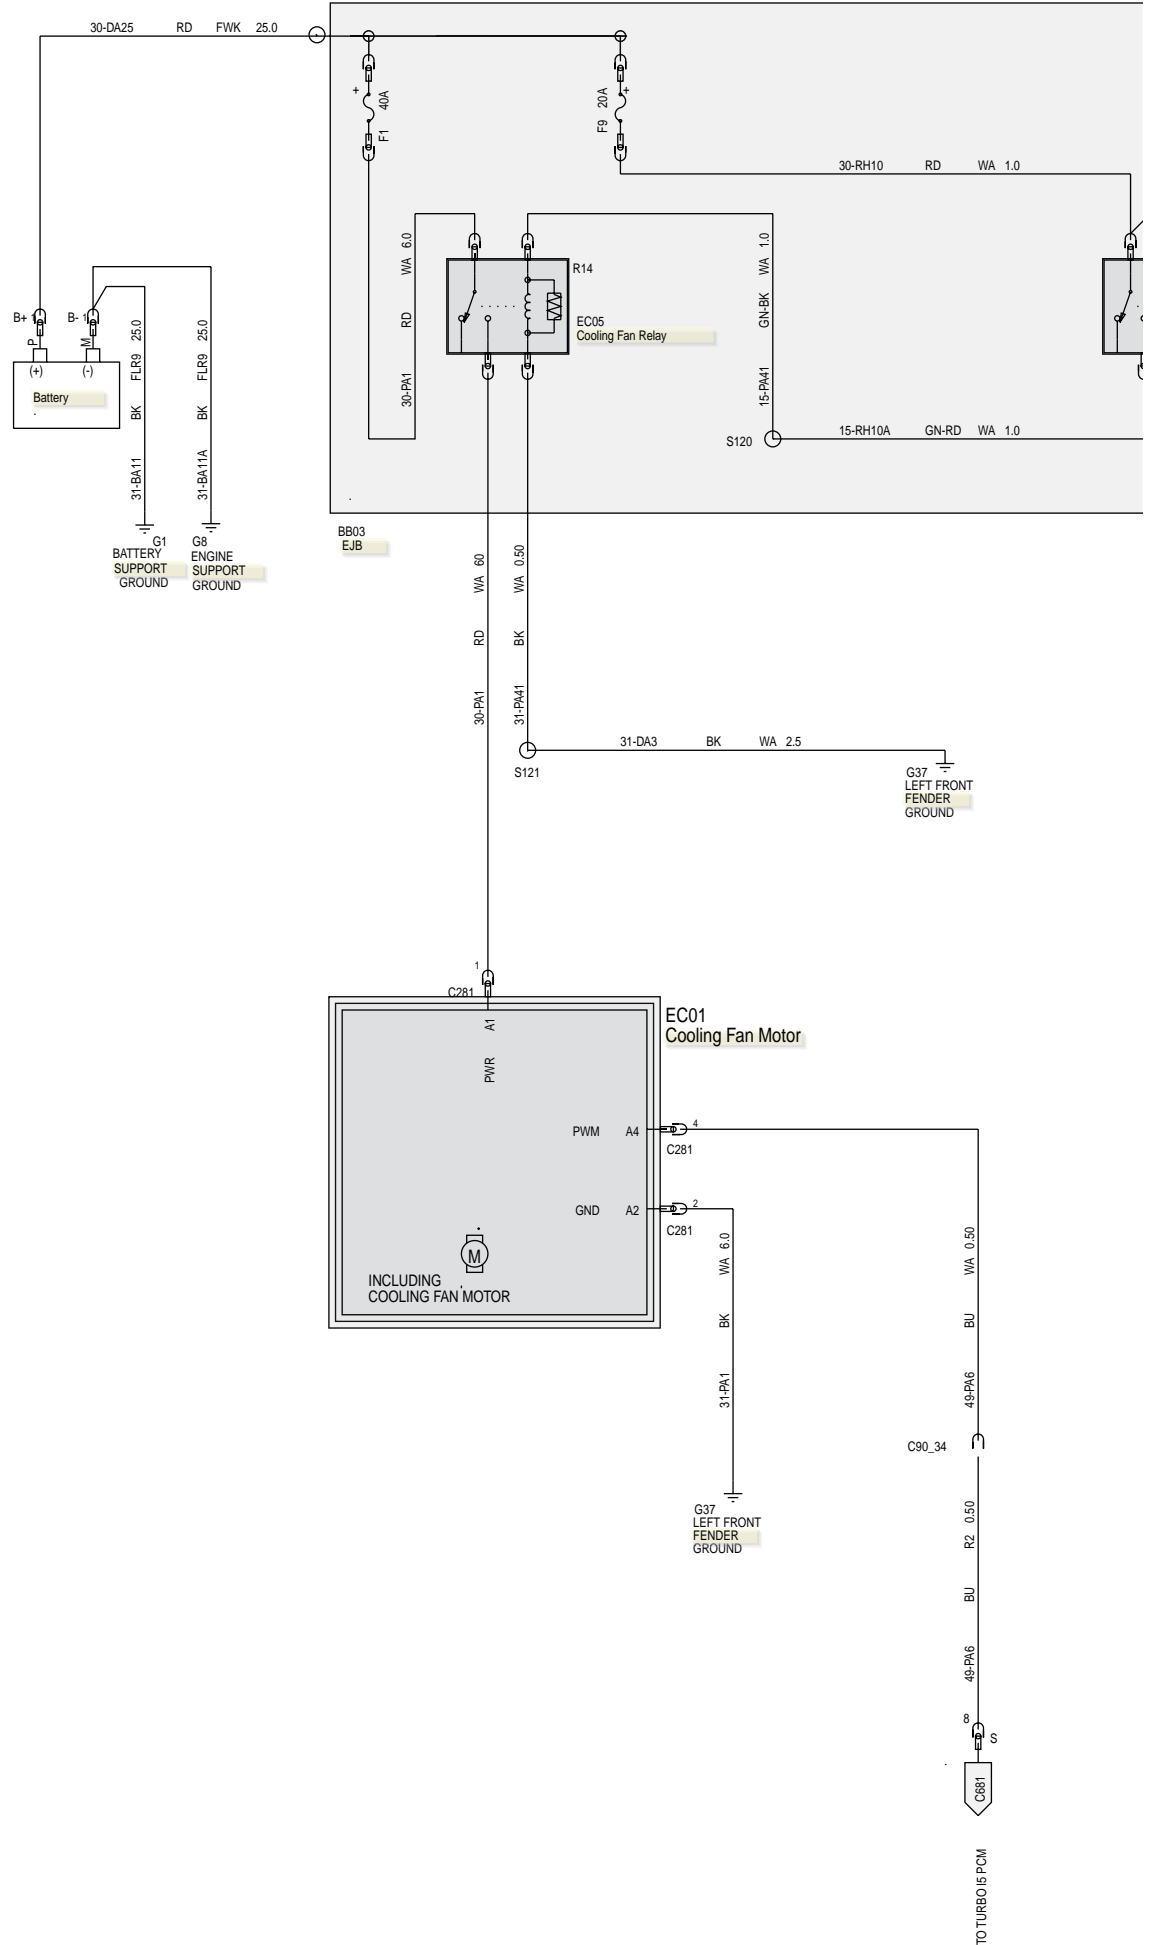 30-DA25 RD FWK 25.0
+ 40A F1
F9 20A +
30-RH10 RD WA 1.0
30-PA1 RD WA 6.0
R14
EC05
Cooling Fan Relay
15-PA41 GN-BK WA 1.0
S120
15-RH10A GN-RD WA 1.0
B+ 1
B- 1
P
M
(+) (-)
Battery
31-BA11 BK FLR9 25.0
31-BA11A BK FLR9 25.0
G1
BATTERY
SUPPORT
GROUND
G8
ENGINE
SUPPORT
GROUND
BB03
EJB
30-PA1 RD WA 60
31-PA41 BK WA 0.50
S121
31-DA3 BK WA 2.5
G37
LEFT FRONT
FENDER
GROUND
1
C281
EC01
Cooling Fan Motor
A1
PWR
PWM A4
4
C281
GND A2
2
C281
M
INCLUDING
COOLING FAN MOTOR
31-PA1 BK WA 6.0
G37
LEFT FRONT
FENDER
GROUND
49-PA6 BU WA 0.50
C90_34
49-PA6 BU R2 0.50
8
S
C681
TO TURBO I5 PCM